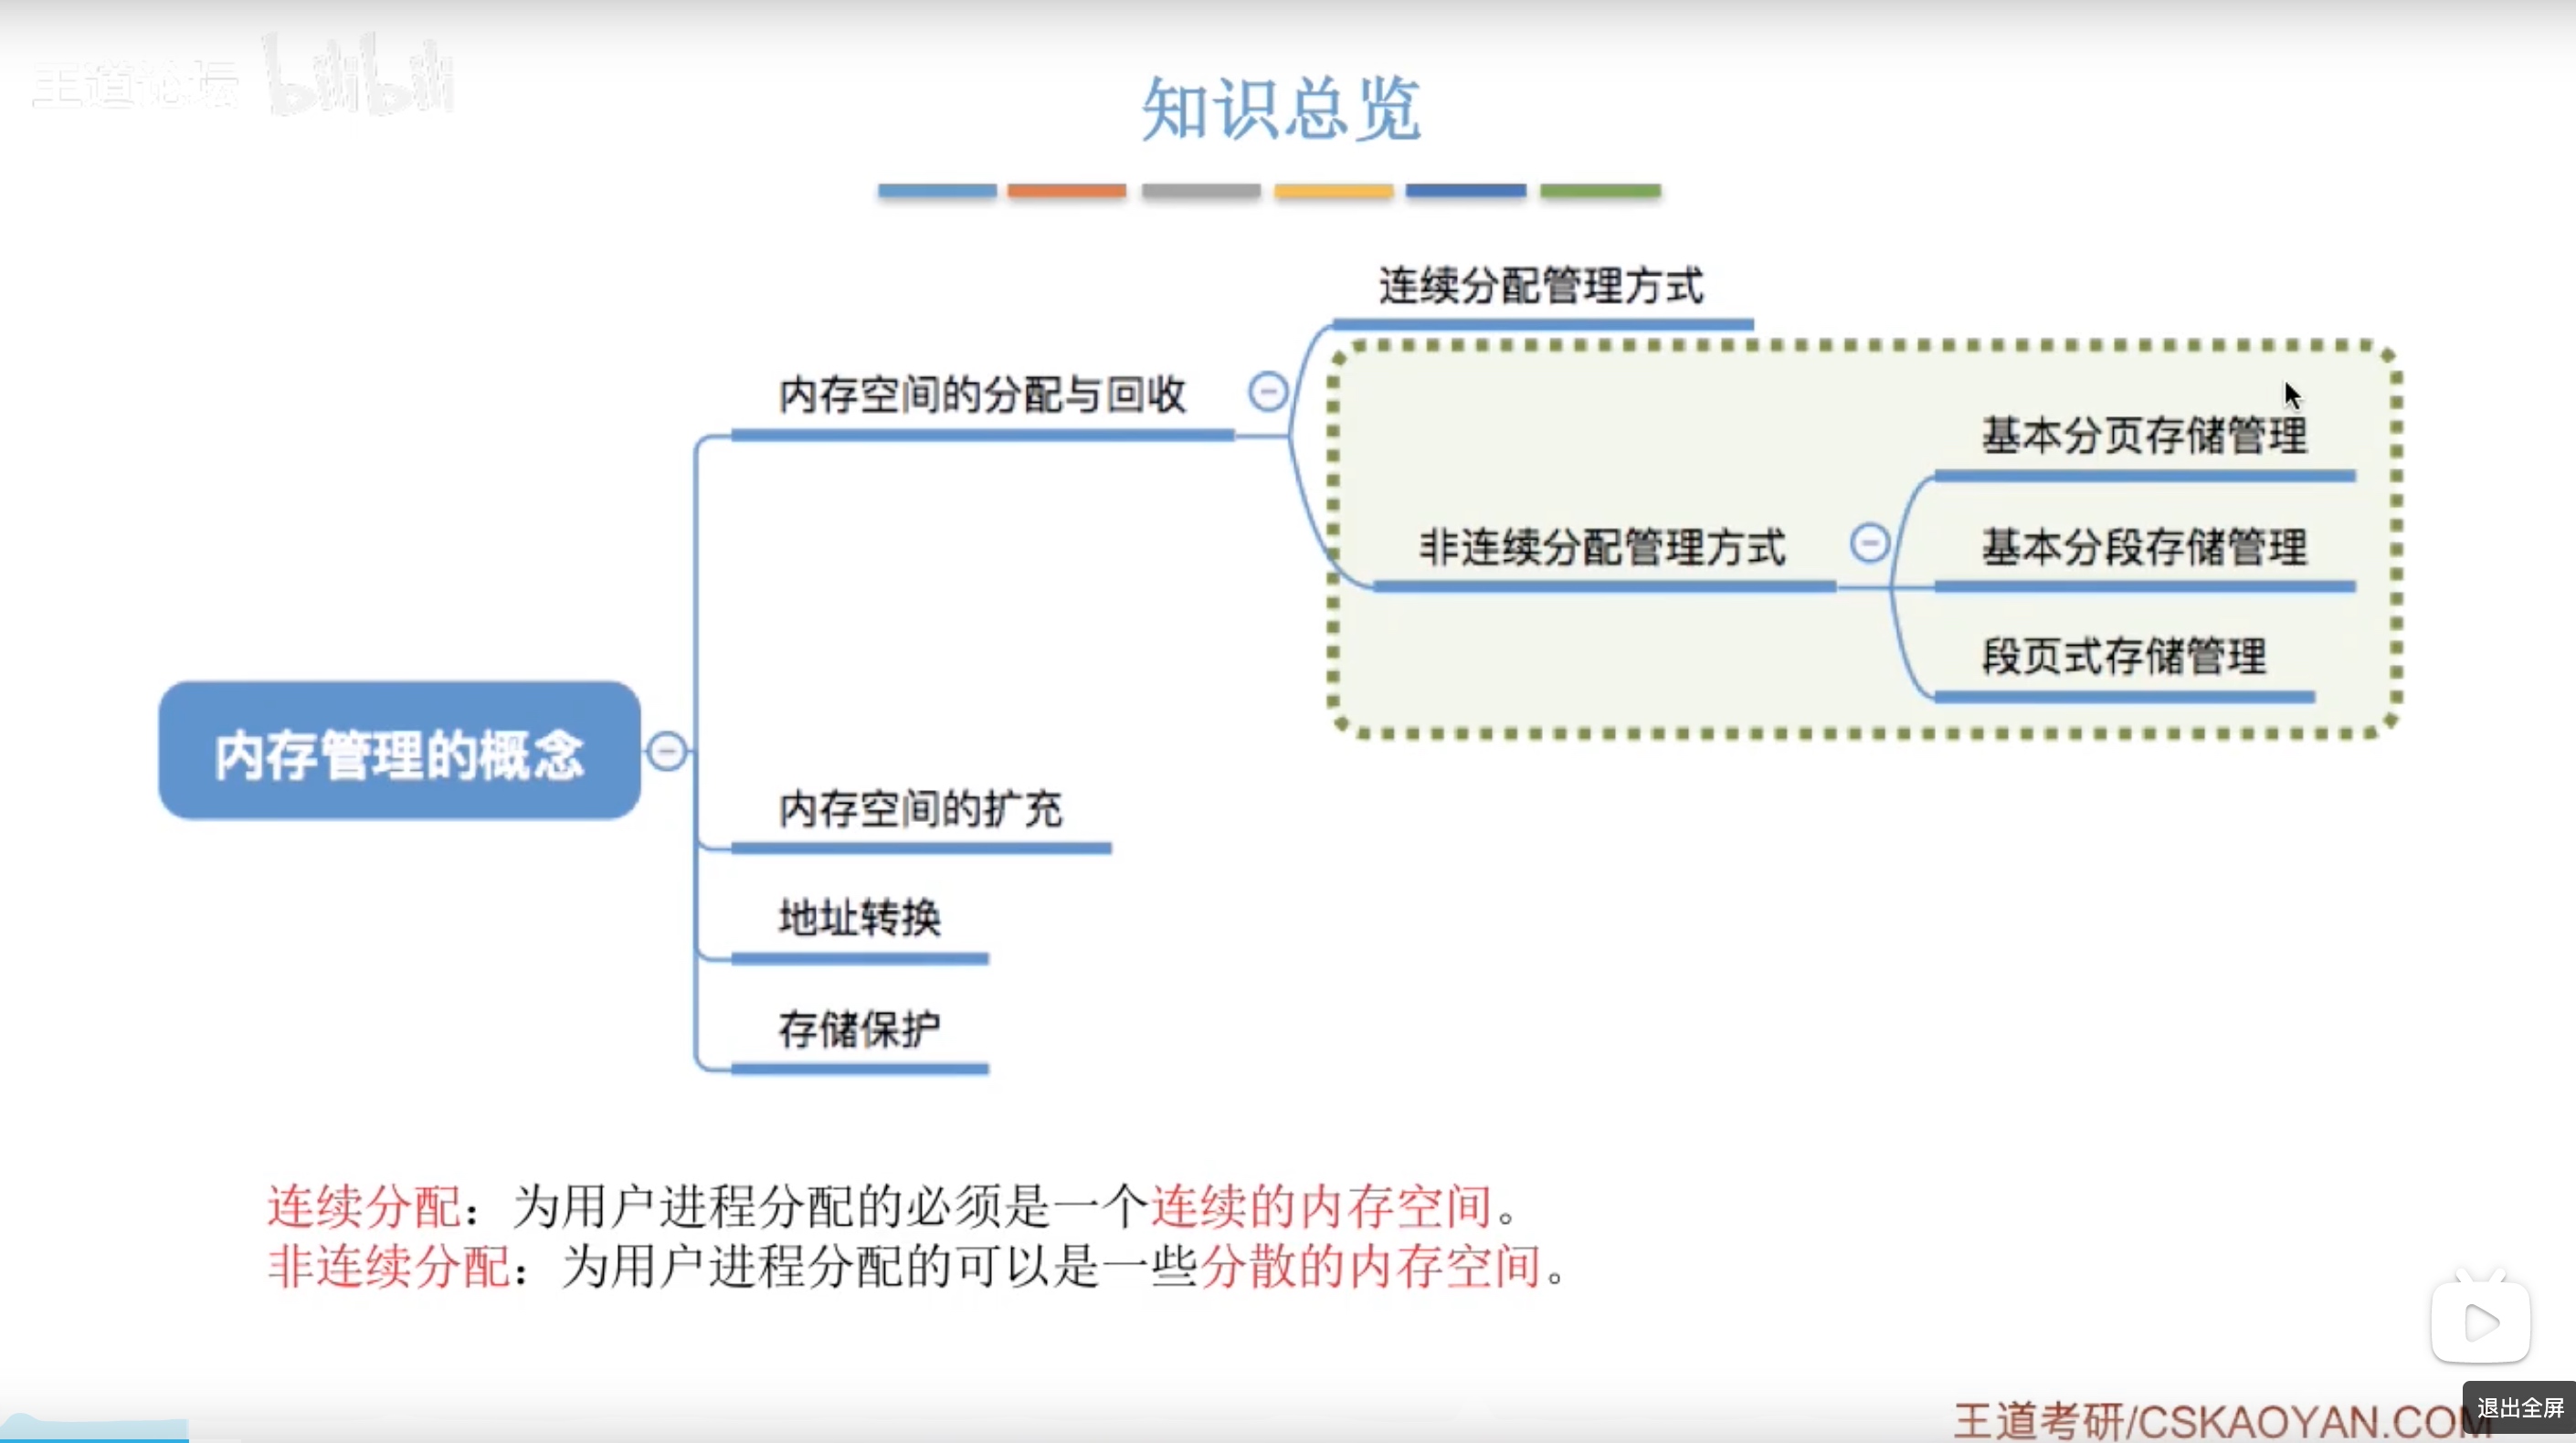 王道论坛 bilibili
知识总览
连续分配管理方式
内存空间的分配与回收
基本分页存储管理
非连续分配管理方式
基本分段存储管理
段页式存储管理
内存管理的概念
内存空间的扩充
地址转换
存储保护
连续分配：为用户进程分配的必须是一个连续的内存空间。
非连续分配：为用户进程分配的可以是一些分散的内存空间。
退出全屏
王道考研/CSKAOYAN.COM